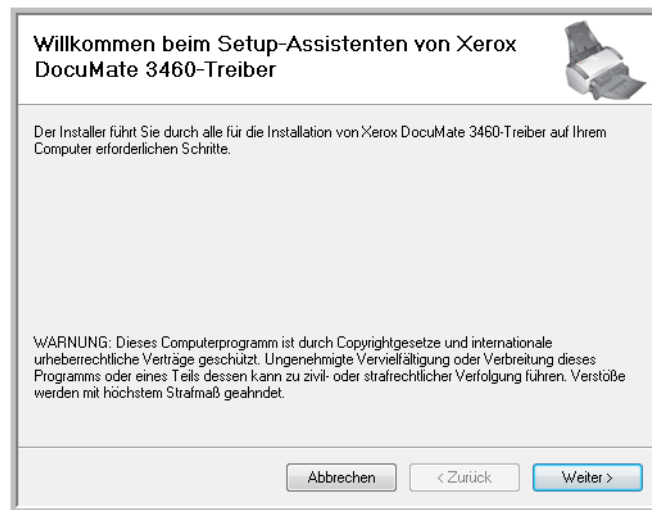 Willkommen beim Setup-Assistenten von Xerox
DocuMate 3460-Treiber
Der Installer führt Sie durch alle für die Installation von Xerox DocuMate 3460-Treiber auf Ihrem
Computer erforderlichen Schritte.
WARNUNG: Dieses Computerprogramm ist durch Copyrightgesetze und internationale
urheberrechtliche Verträge geschützt. Ungenehmigte Vervielfältigung oder Verbreitung dieses
Programms oder eines Teils dessen kann zu zivil- oder strafrechtlicher Verfolgung führen. Verstöße
werden mit höchstem Strafmaß geahndet.
Abbrechen < Zurück Weiter >